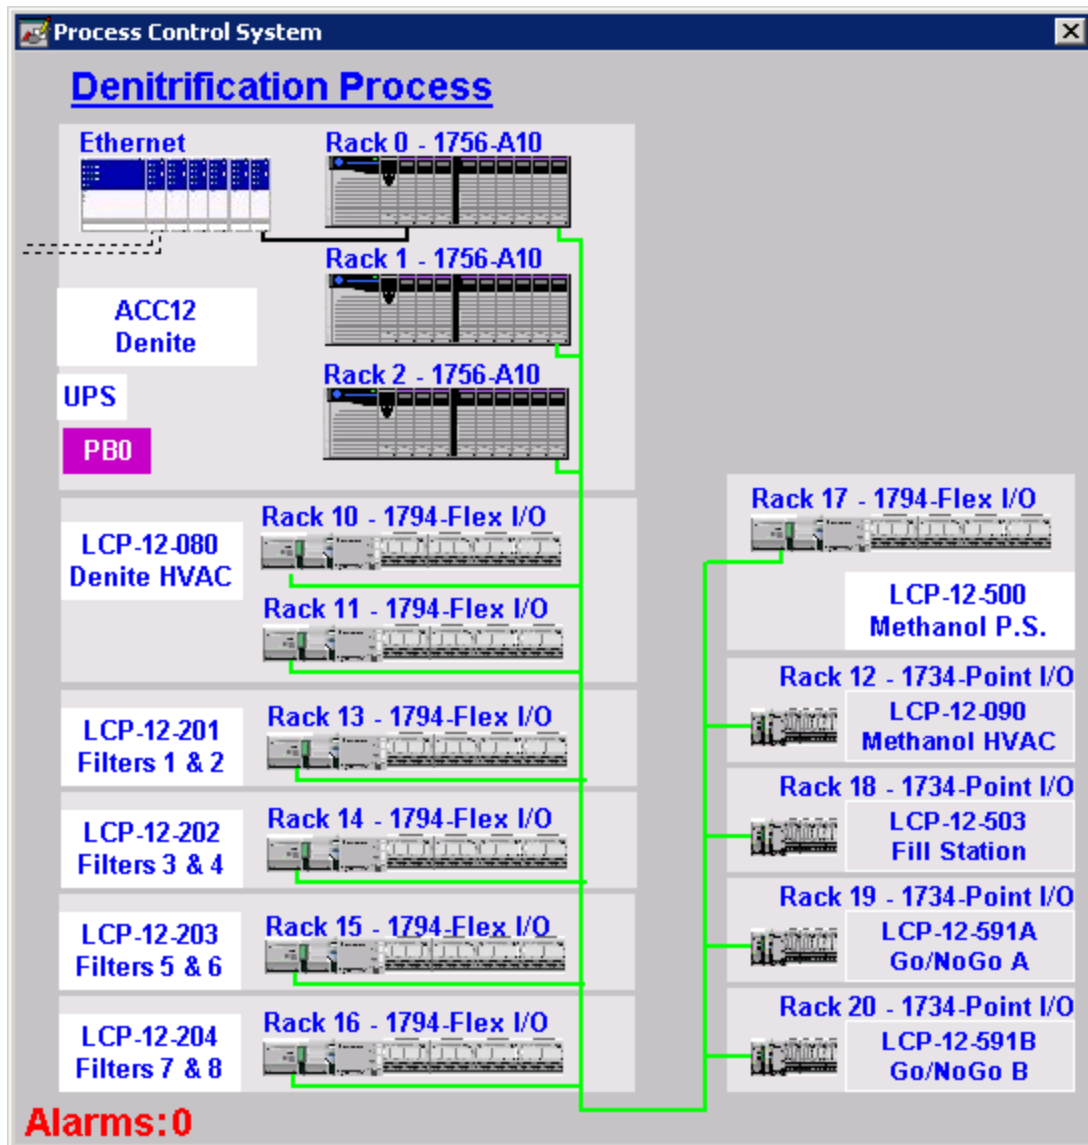 Process Control System
Denitrification Process
Ethernet
Rack 0 - 1756-A10
Rack 1 - 1756-A10
ACC12
Denite
Rack 2 - 1756-A10
UPS
PB0
Rack 10 - 1794-Flex I/O
LCP-12-080
Denite HVAC
Rack 11 - 1794-Flex I/O
Rack 13 - 1794-Flex I/O
LCP-12-201
Filters 1 & 2
Rack 14 - 1794-Flex I/O
LCP-12-202
Filters 3 & 4
Rack 15 - 1794-Flex I/O
LCP-12-203
Filters 5 & 6
Rack 16 - 1794-Flex I/O
LCP-12-204
Filters 7 & 8
Rack 17 - 1794-Flex I/O
LCP-12-500
Methanol P.S.
Rack 12 - 1734-Point I/O
LCP-12-090
Methanol HVAC
Rack 18 - 1734-Point I/O
LCP-12-503
Fill Station
Rack 19 - 1734-Point I/O
LCP-12-591A
Go/NoGo A
Rack 20 - 1734-Point I/O
LCP-12-591B
Go/NoGo B
Alarms:0